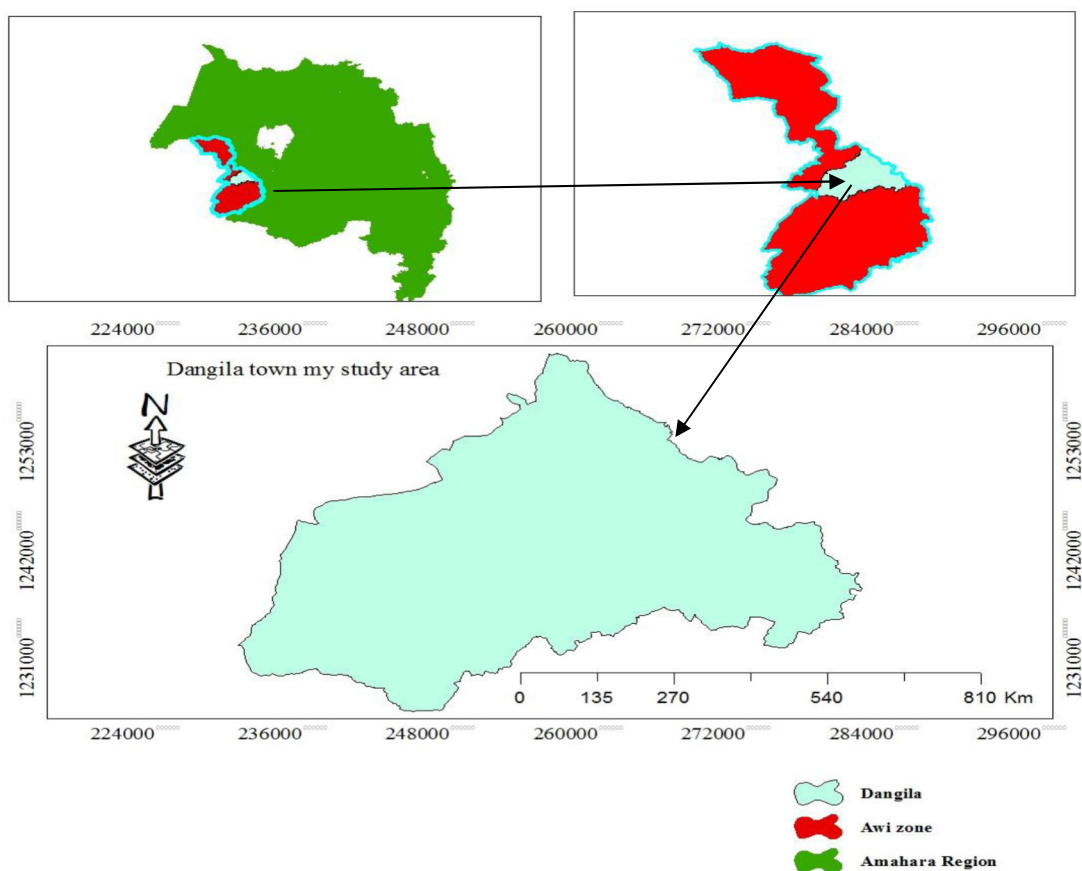 224000 236000 248000 260000 272000 284000 296000
Dangila town my study area
N
1253000
1242000
1231000
1253000
1242000
1231000
0 135 270 540 810 Km
224000 236000 248000 260000 272000 284000 296000
Dangila
Awi zone
Amahara Region